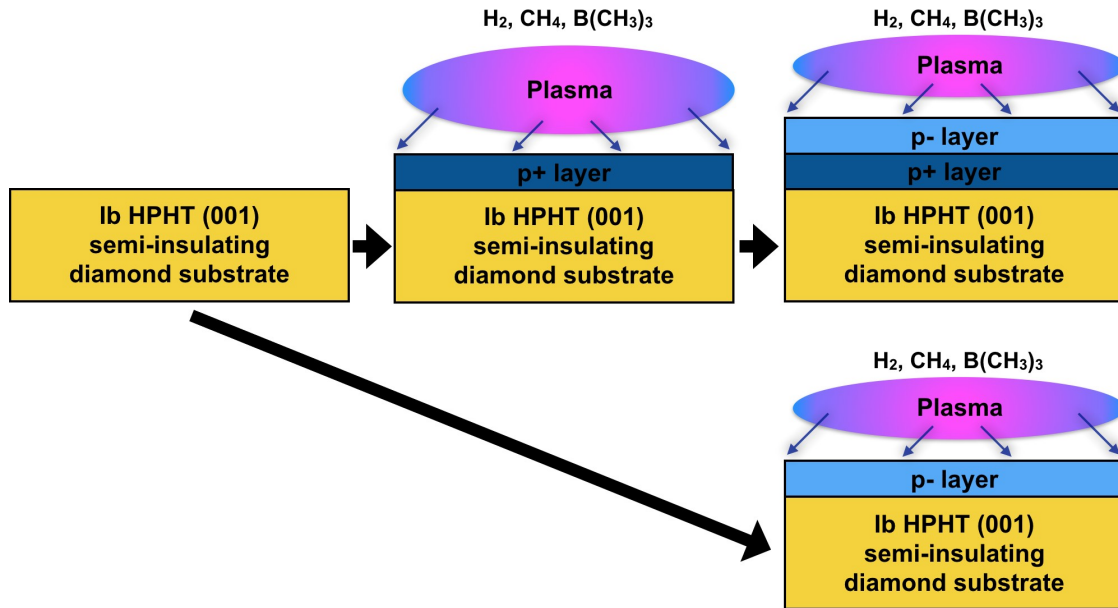 H₂, CH₄, B(CH₃)₃
Plasma
p+ layer
Ib HPHT (001)
semi-insulating
diamond substrate
Ib HPHT (001)
semi-insulating
diamond substrate
H₂, CH₄, B(CH₃)₃
Plasma
p- layer
p+ layer
Ib HPHT (001)
semi-insulating
diamond substrate
H₂, CH₄, B(CH₃)₃
Plasma
p- layer
Ib HPHT (001)
semi-insulating
diamond substrate